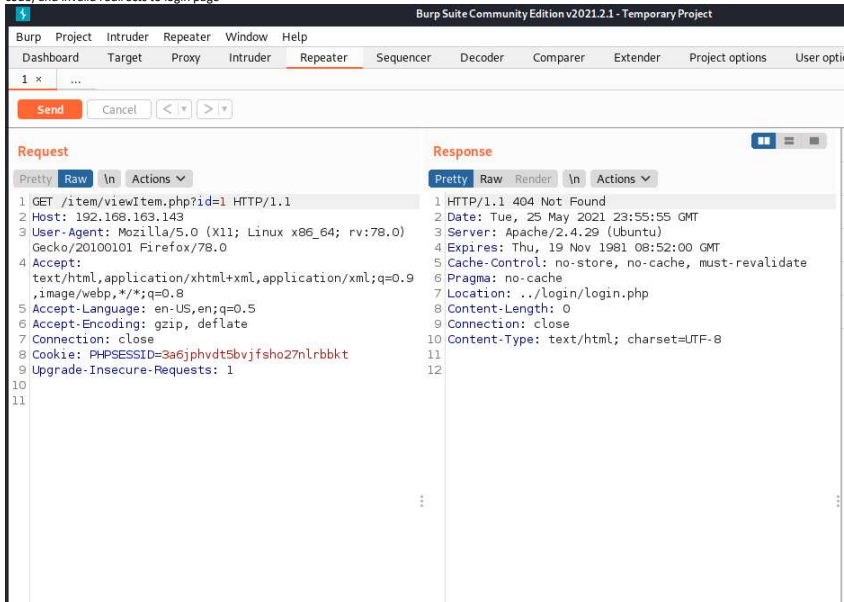 code, and invalid redirects to login page
Burp Suite Community Edition v2021.2.1 - Temporary Project
Burp Project Intruder Repeater Window Help
Dashboard Target Proxy Intruder Repeater Sequencer Decoder Comparer Extender Project options User opti
1 × ...
Send Cancel < | ▼ > | ▼
Request
Pretty Raw \n Actions
1 GET /item/viewItem.php?id=1 HTTP/1.1
2 Host: 192.168.163.143
3 User-Agent: Mozilla/5.0 (X11; Linux x86_64; rv:78.0)
Gecko/20100101 Firefox/78.0
4 Accept:
text/html,application/xhtml+xml,application/xml;q=0.9
,image/webp,*/*;q=0.8
5 Accept-Language: en-US,en;q=0.5
6 Accept-Encoding: gzip, deflate
7 Connection: close
8 Cookie: PHPSESSID=3a6jphvdt5bvjfsho27nlrbbkt
9 Upgrade-Insecure-Requests: 1
10
11
Response
Pretty Raw Render \n Actions
1 HTTP/1.1 404 Not Found
2 Date: Tue, 25 May 2021 23:55:55 GMT
3 Server: Apache/2.4.29 (Ubuntu)
4 Expires: Thu, 19 Nov 1981 08:52:00 GMT
5 Cache-Control: no-store, no-cache, must-revalidate
6 Pragma: no-cache
7 Location: ../login/login.php
8 Content-Length: 0
9 Connection: close
10 Content-Type: text/html; charset=UTF-8
11
12